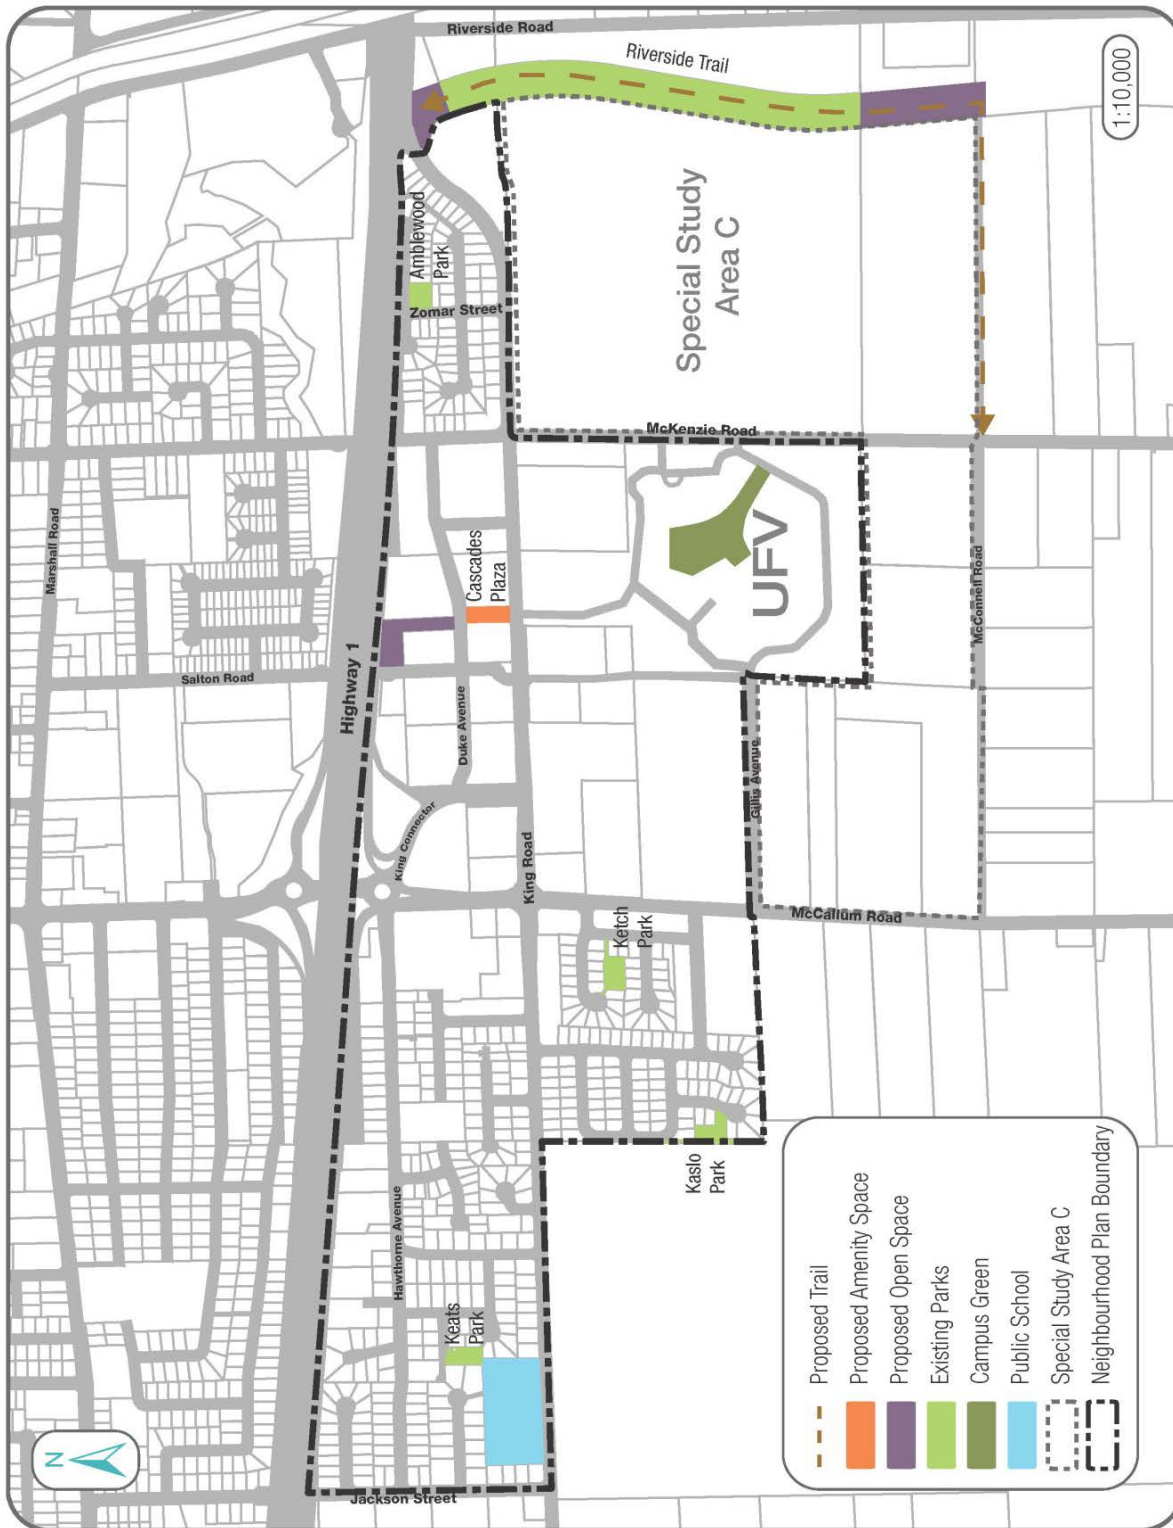 Riverside Road
Riverside Trail
1:10,000
Amblewood
Park
Zomar Street
Special Study
Area C
McKenzie Road
Marshall Road
Cascades
Plaza
UFV
McConnell Road
Salton Road
Highway 1
Duke Avenue
Gillis Avenue
King Connector
King Road
McCallum Road
Ketch
Park
Kaslo
Park
Hawthorne Avenue
Keats
Park
Jackson Street
N
Proposed Trail
Proposed Amenity Space
Proposed Open Space
Existing Parks
Campus Green
Public School
Special Study Area C
Neighbourhood Plan Boundary